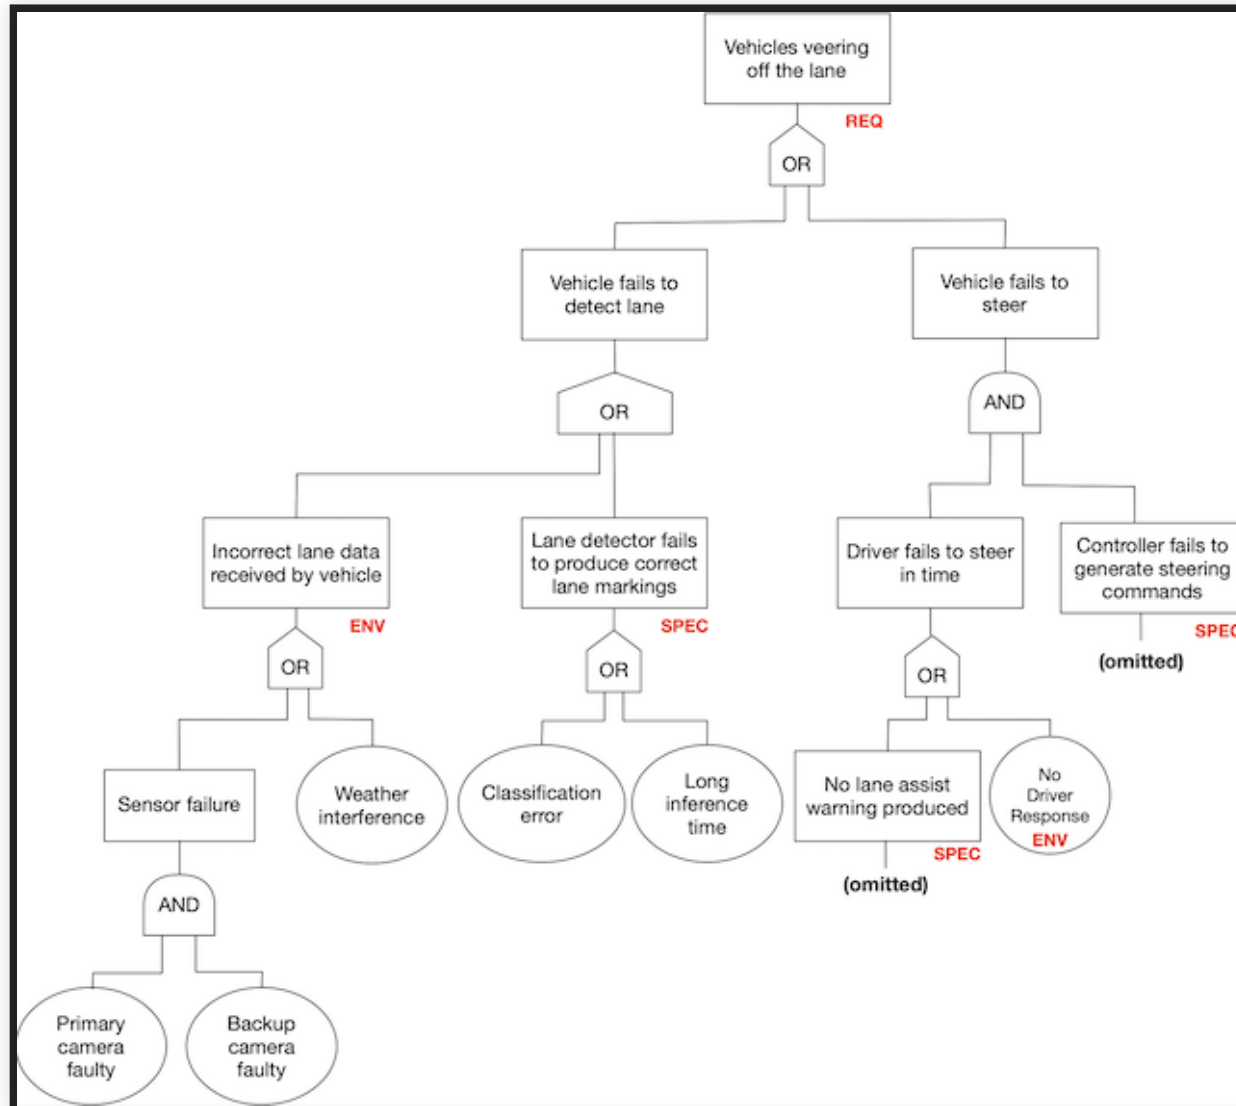 Vehicles veering
off the lane
REQ
OR
Vehicle fails to
detect lane
Vehicle fails to
steer
OR
AND
Incorrect lane data
received by vehicle
ENV
Lane detector fails
to produce correct
lane markings
SPEC
Driver fails to steer
in time
Controller fails to
generate steering
commands
SPEC
(omitted)
OR
OR
OR
Sensor failure
Weather
interference
Classification
error
Long
inference
time
No lane assist
warning produced
SPEC
(omitted)
No
Driver
Response
ENV
AND
Primary
camera
faulty
Backup
camera
faulty